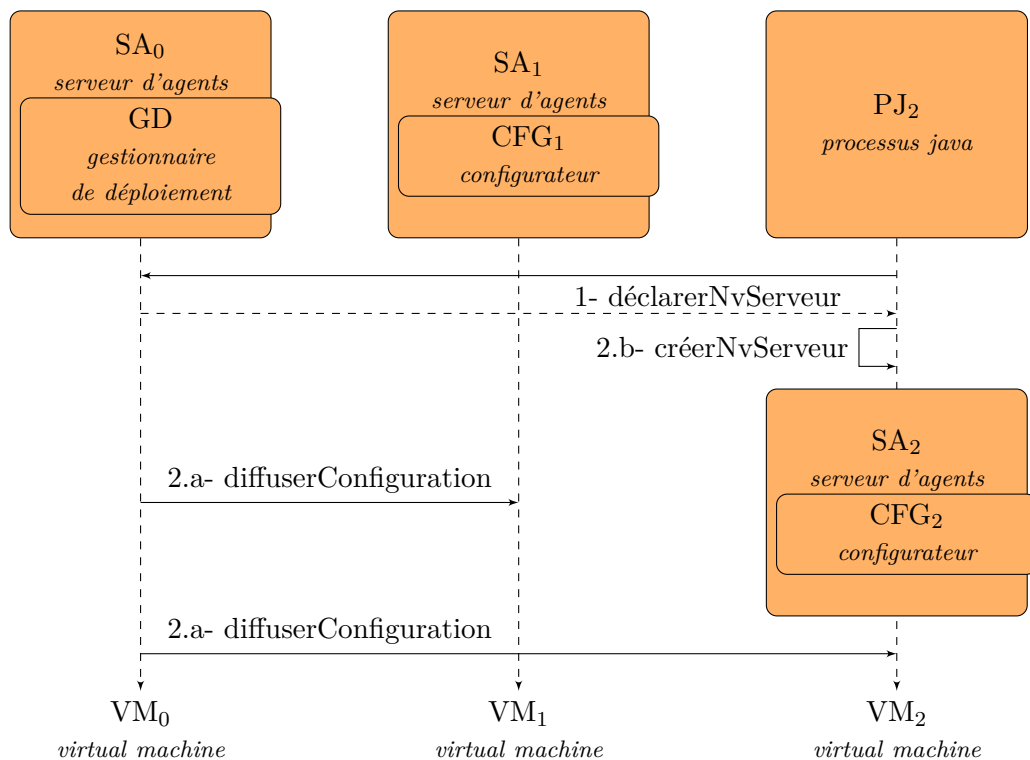 SA₀
serveur d'agents
GD
gestionnaire
de déploiement
SA₁
serveur d'agents
CFG₁
configurateur
PJ₂
processus java
1- déclarerNvServeur
2.b- créerNvServeur
SA₂
serveur d'agents
CFG₂
configurateur
2.a- diffuserConfiguration
2.a- diffuserConfiguration
VM₀
virtual machine
VM₁
virtual machine
VM₂
virtual machine